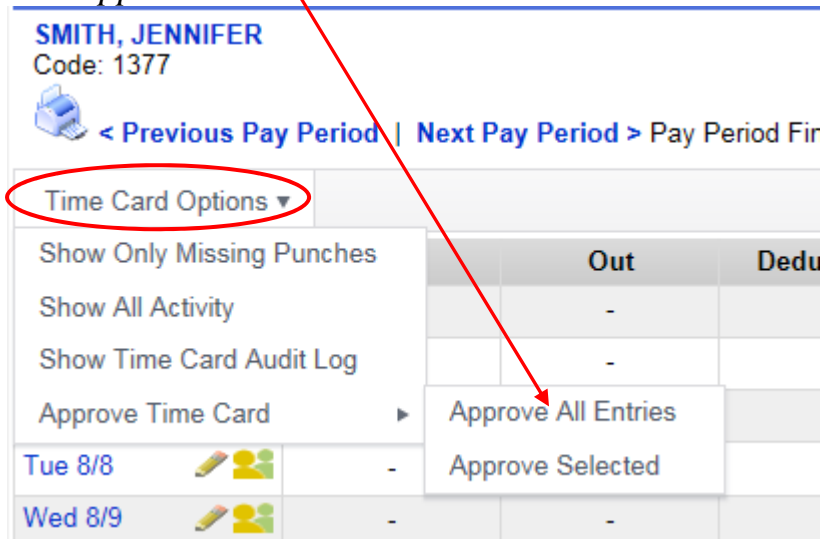 SMITH, JENNIFER
Code: 1377
< Previous Pay Period | Next Pay Period > Pay Period Fin
Time Card Options ▾
Show Only Missing Punches
Out Dedu
Show All Activity
-
Show Time Card Audit Log
-
Approve Time Card ▸
Approve All Entries
Tue 8/8 -
Approve Selected
Wed 8/9 - -